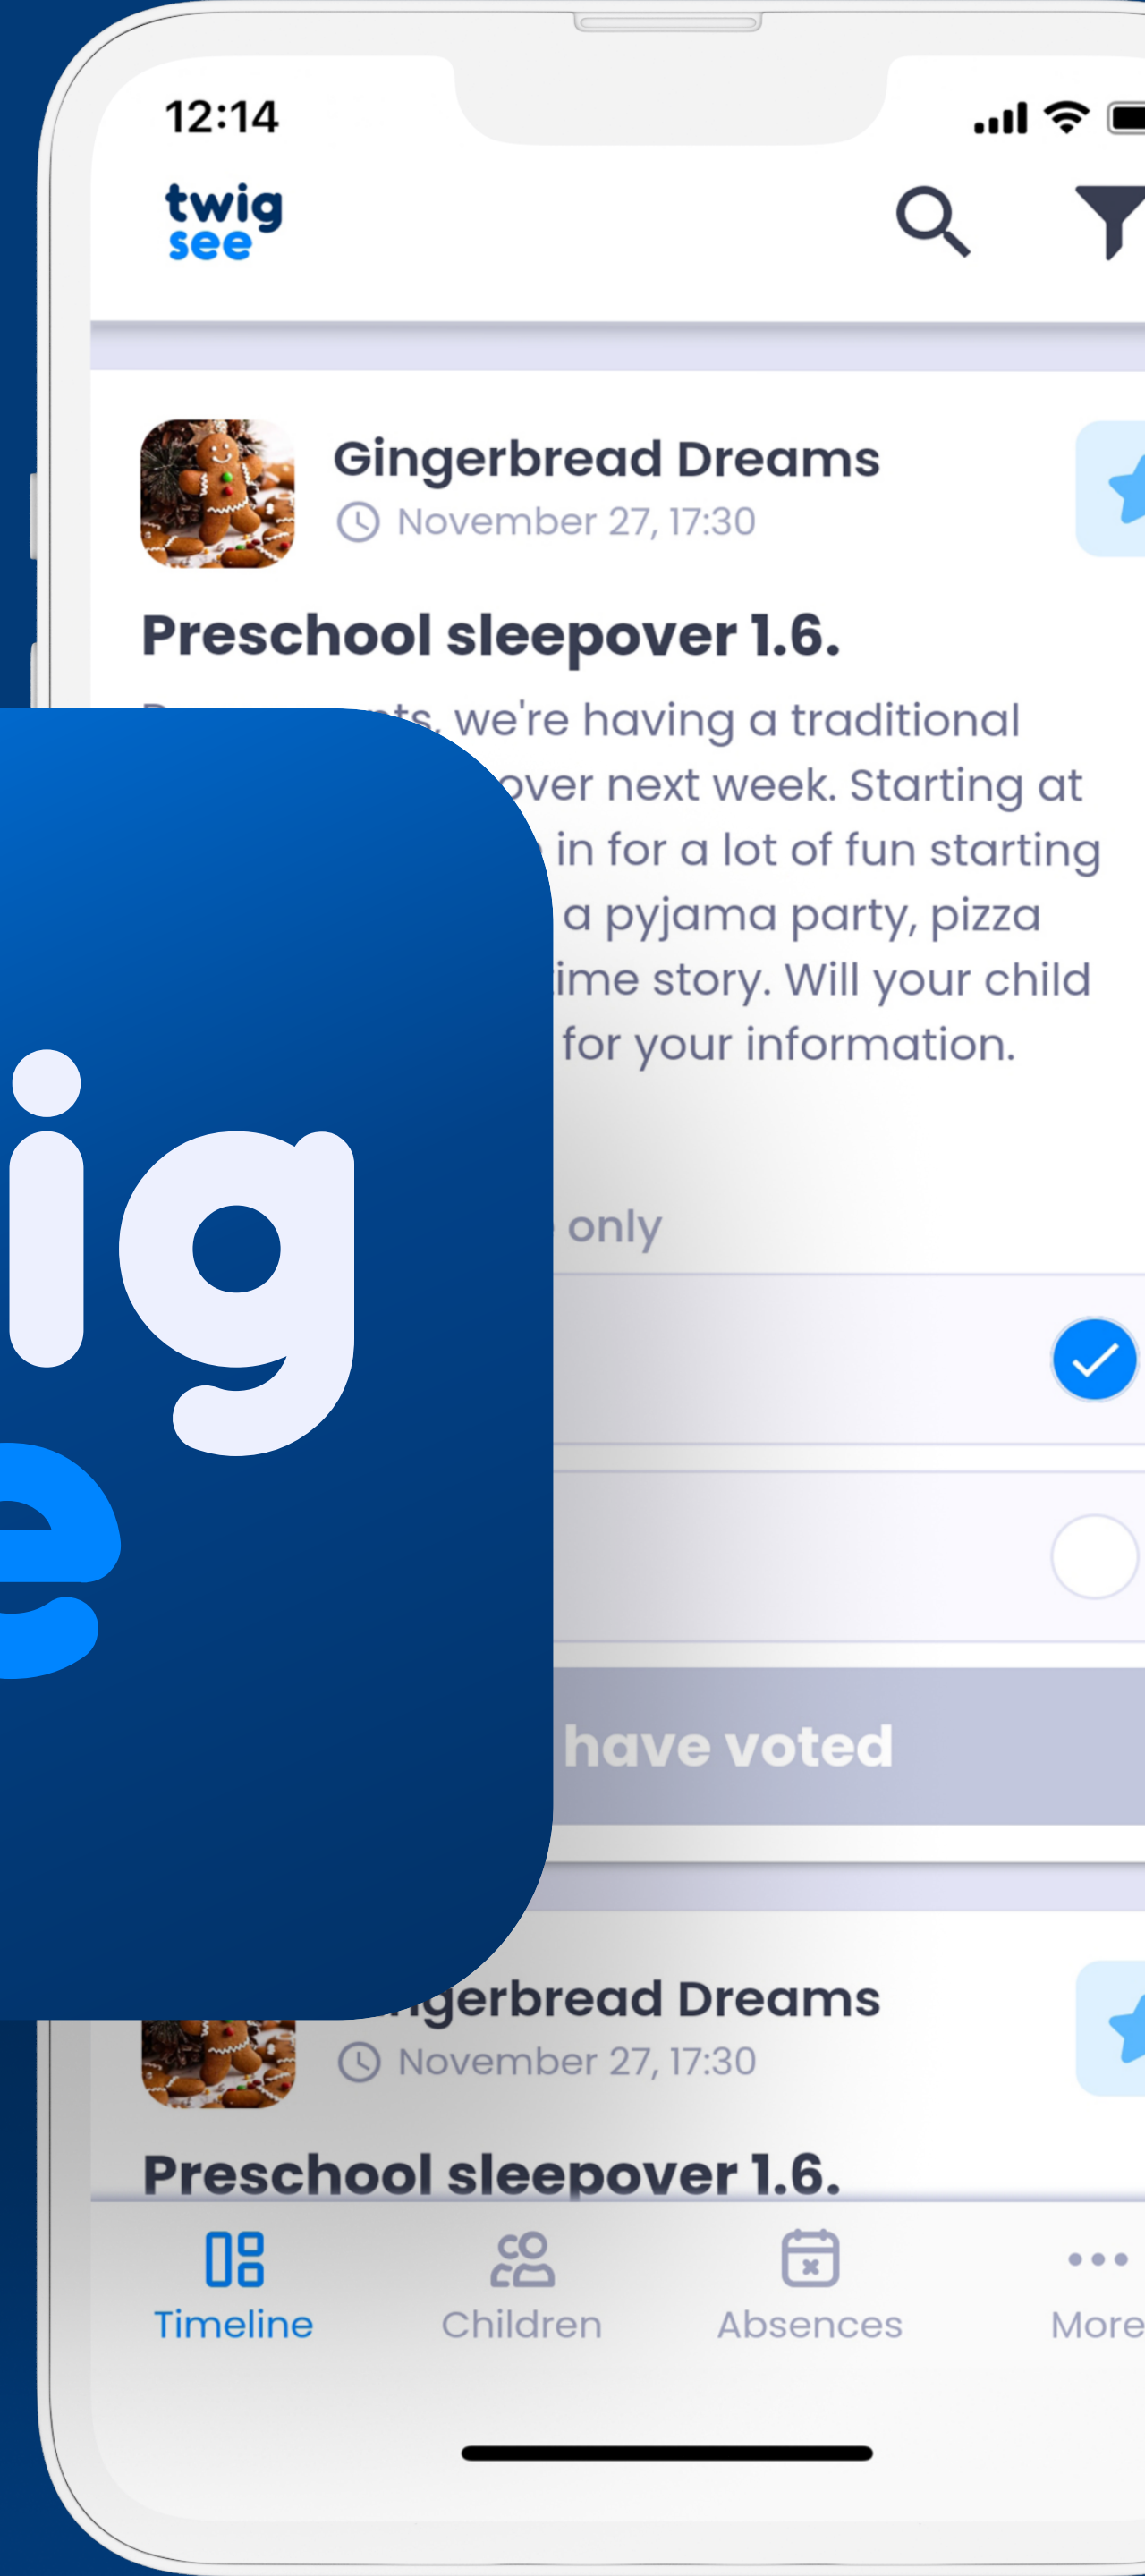 12:14
twig
see
Gingerbread Dreams
November 27, 17:30
Preschool sleepover 1.6.
we're having a traditional
over next week. Starting at
in for a lot of fun starting
a pyjama party, pizza
story. Will your child
for your information.
only
ig
e
have voted
Dreams
November 27, 17:30
Preschool sleepover 1.6.
Timeline
Children
Absences
More